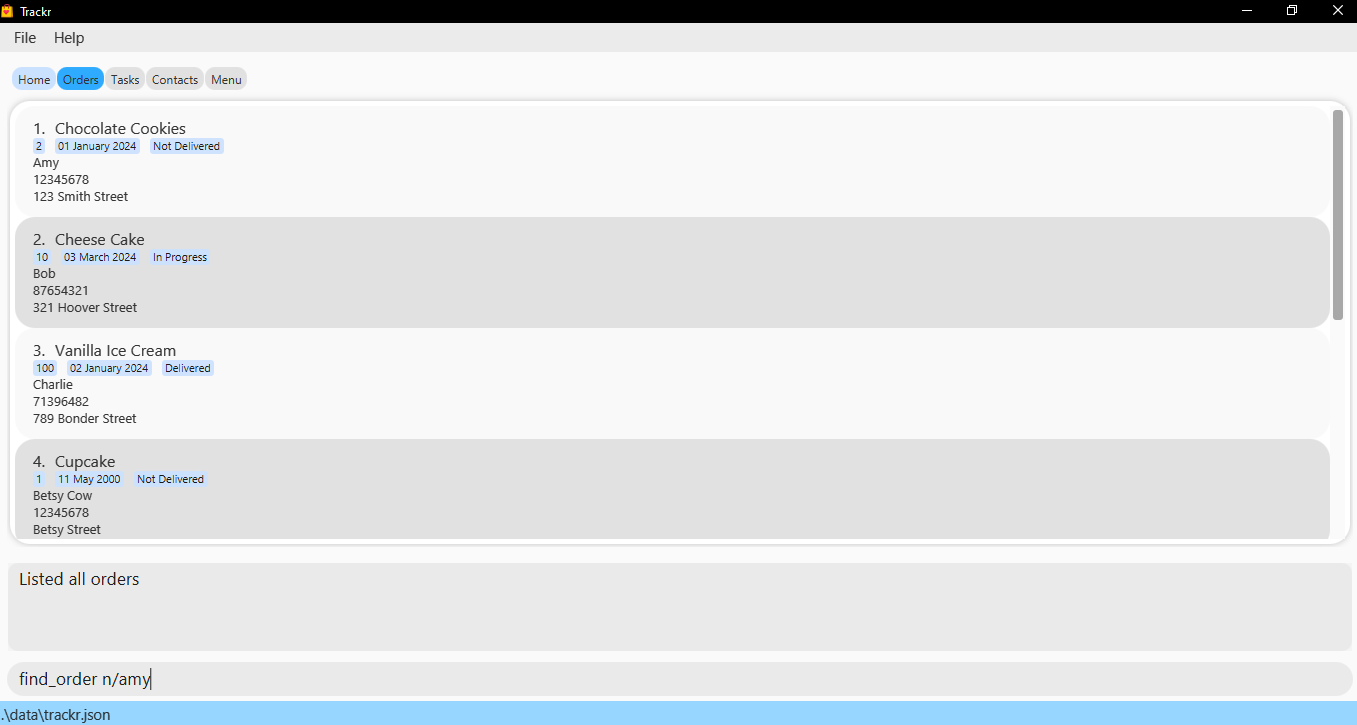 Trackr
File Help
Home Orders Tasks Contacts Menu
1. Chocolate Cookies
2 01 January 2024 Not Delivered
Amy
12345678
123 Smith Street
2. Cheese Cake
10 03 March 2024 In Progress
Bob
87654321
321 Hoover Street
3. Vanilla Ice Cream
100 02 January 2024 Delivered
Charlie
71396482
789 Bonder Street
4. Cupcake
1 11 May 2000 Not Delivered
Betsy Cow
12345678
Betsy Street
Listed all orders
find_order n/amy
.\data\trackr.json